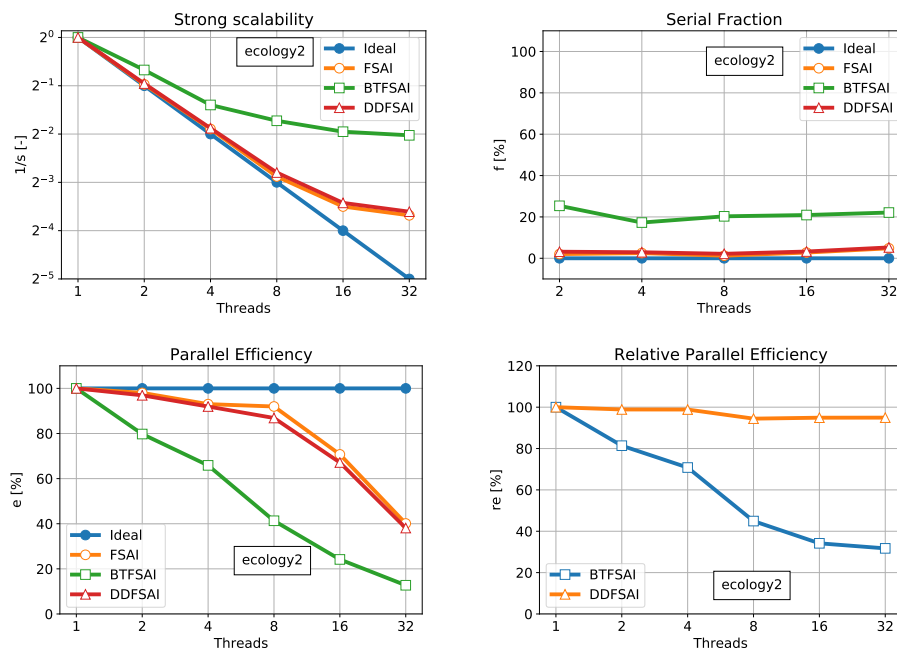 Strong scalability
2⁰
2⁻¹
2⁻²
2⁻³
2⁻⁴
2⁻⁵
1/s [-]
1 2 4 8 16 32
Threads
ecology2
Ideal
FSAI
BTFSAI
DDFSAI
Serial Fraction
100
80
60
40
20
0
f [%]
2 4 8 16 32
Threads
ecology2
Ideal
FSAI
BTFSAI
DDFSAI
Parallel Efficiency
100
80
60
40
20
0
e [%]
1 2 4 8 16 32
Threads
ecology2
Ideal
FSAI
BTFSAI
DDFSAI
Relative Parallel Efficiency
120
100
80
60
40
20
0
re [%]
1 2 4 8 16 32
Threads
ecology2
BTFSAI
DDFSAI